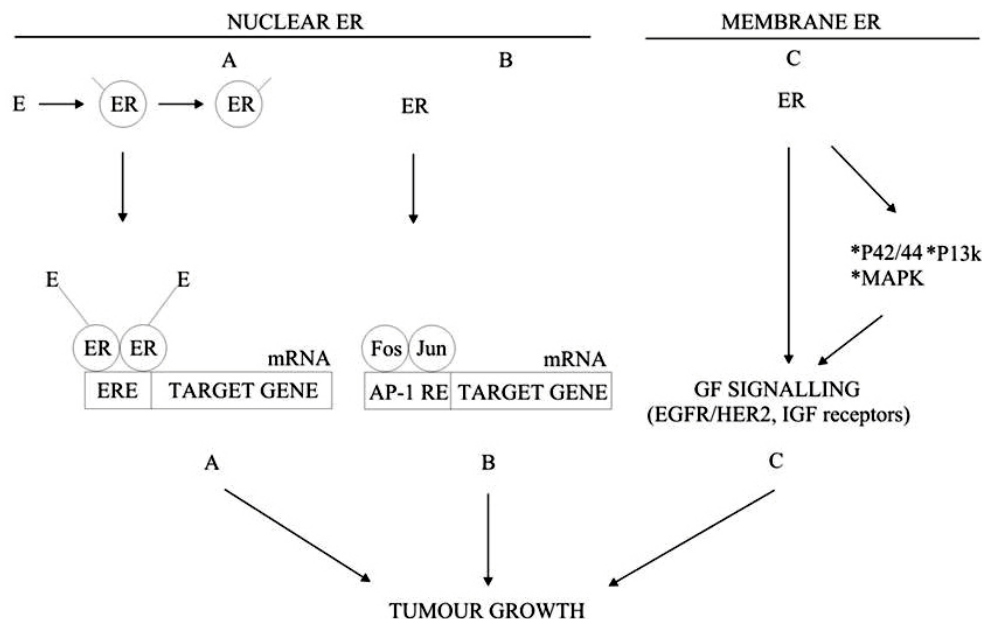 NUCLEAR ER
MEMBRANE ER
A
B
C
E
ER
ER
ER
ER
*P42/44 *P13k
*MAPK
E
E
ER
ER
mRNA
ERE
TARGET GENE
Fos
Jun
mRNA
AP-1 RE
TARGET GENE
GF SIGNALLING
(EGFR/HER2, IGF receptors)
A
B
C
TUMOUR GROWTH